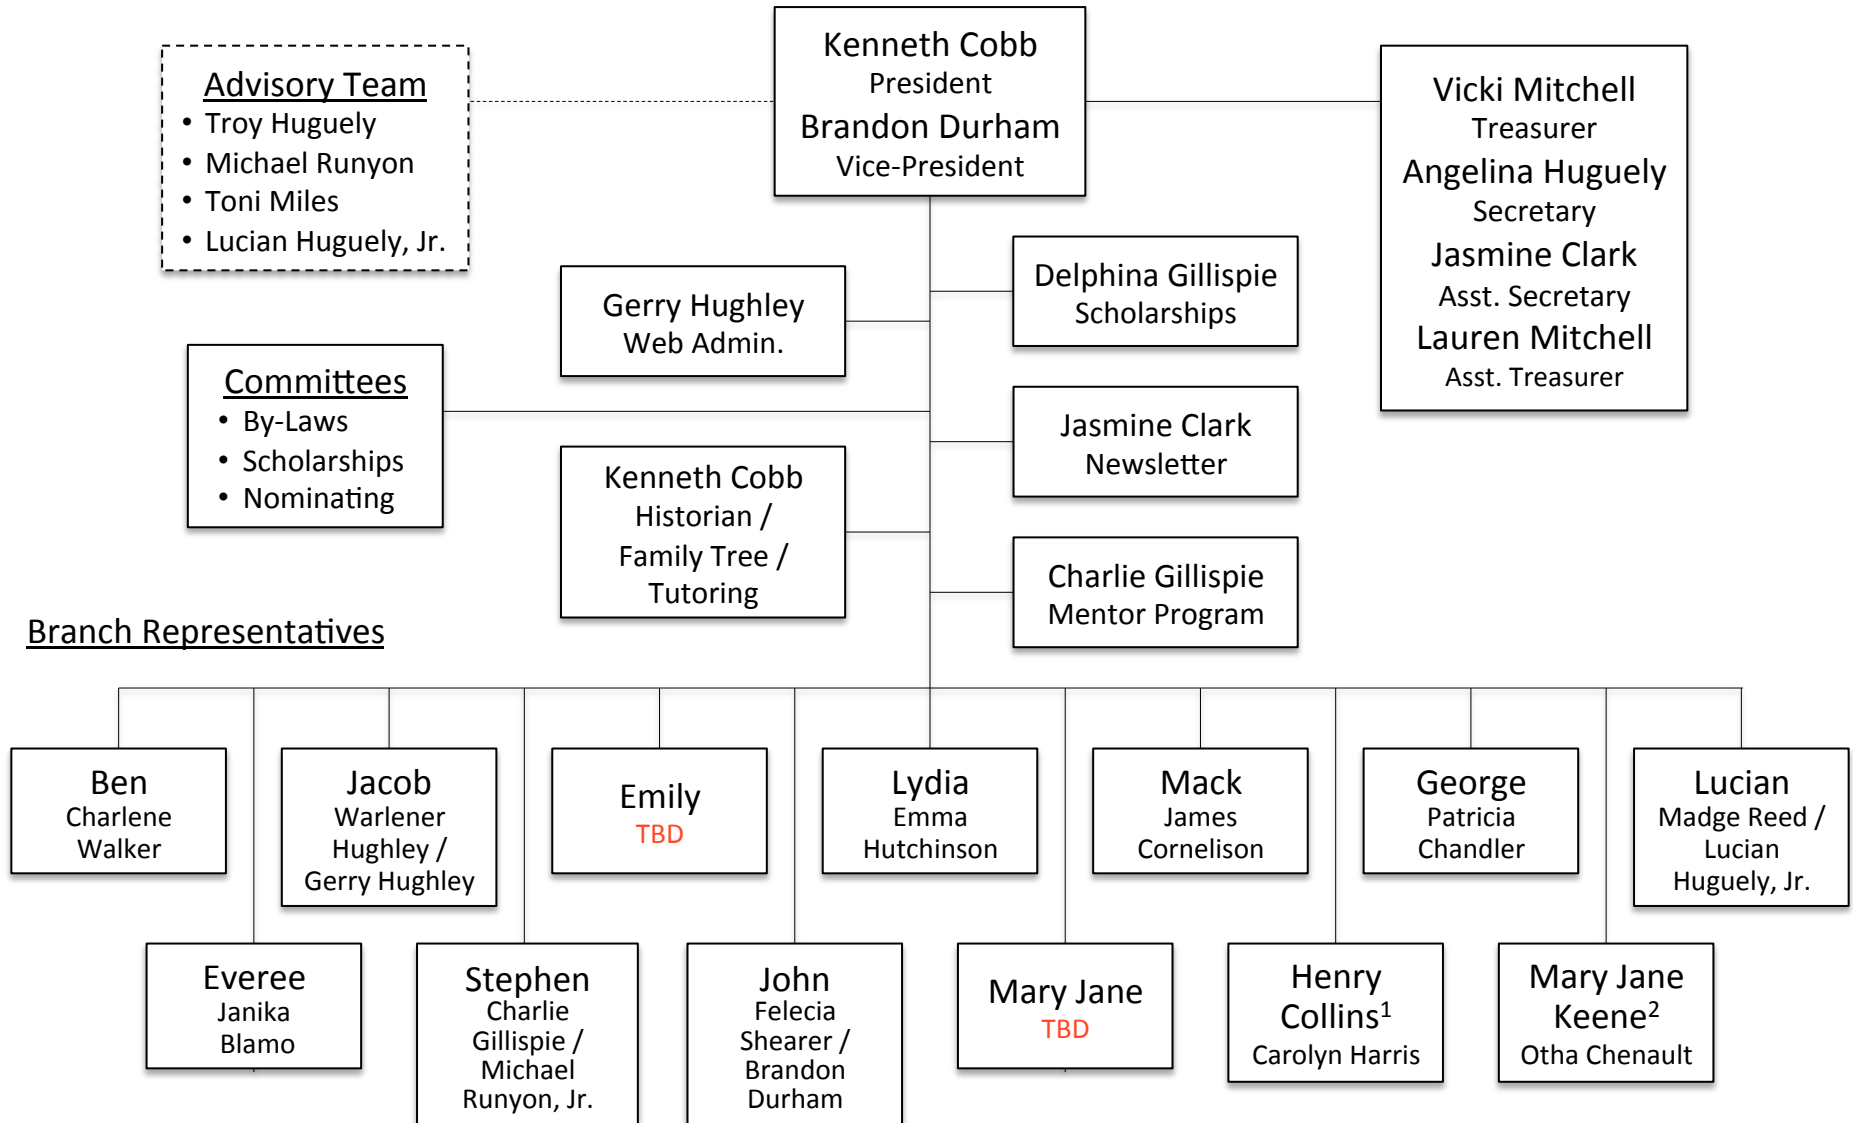 Kenneth Cobb
President
Brandon Durham
Vice-President
Advisory Team
• Troy Huguely
• Michael Runyon
• Toni Miles
• Lucian Huguely, Jr.
Vicki Mitchell
Treasurer
Angelina Huguely
Secretary
Jasmine Clark
Asst. Secretary
Lauren Mitchell
Asst. Treasurer
Gerry Hughley
Web Admin.
Delphina Gillispie
Scholarships
Committees
• By-Laws
• Scholarships
• Nominating
Jasmine Clark
Newsletter
Kenneth Cobb
Historian /
Family Tree /
Tutoring
Charlie Gillispie
Mentor Program
Branch Representatives
Ben
Charlene
Walker
Jacob
Warlener
Hughley /
Gerry Hughley
Emily
TBD
Lydia
Emma
Hutchinson
Mack
James
Cornelison
George
Patricia
Chandler
Lucian
Madge Reed /
Lucian
Huguely, Jr.
Everee
Janika
Blamo
Stephen
Charlie
Gillispie /
Michael
Runyon, Jr.
John
Felecia
Shearer /
Brandon
Durham
Mary Jane
TBD
Henry
Collins¹
Carolyn Harris
Mary Jane
Keene²
Otha Chenault